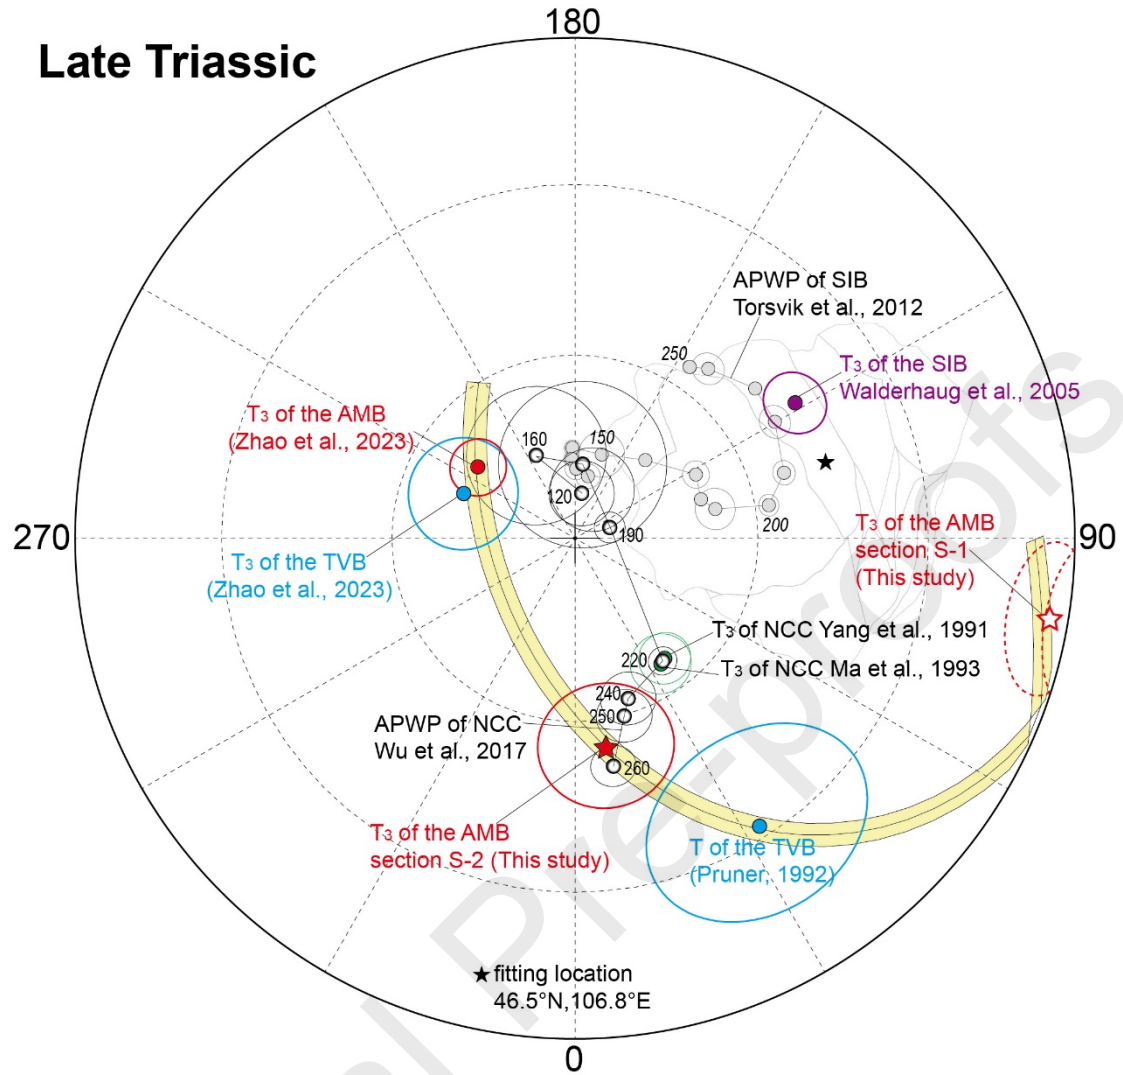 180
Late Triassic
APWP of SIB
Torsvik et al., 2012
250
T3 of the SIB
Walderhaug et al., 2005
T3 of the AMB
(Zhao et al., 2023)
160
150
120
200
190
T3 of the AMB
section S-1
(This study)
270
90
T3 of the TVB
(Zhao et al., 2023)
T3 of NCC Yang et al., 1991
220
T3 of NCC Ma et al., 1993
240
250
APWP of NCC
Wu et al., 2017
260
T3 of the AMB
section S-2 (This study)
T of the TVB
(Pruner, 1992)
★fitting location
46.5°N,106.8°E
0
al Pre-proofs